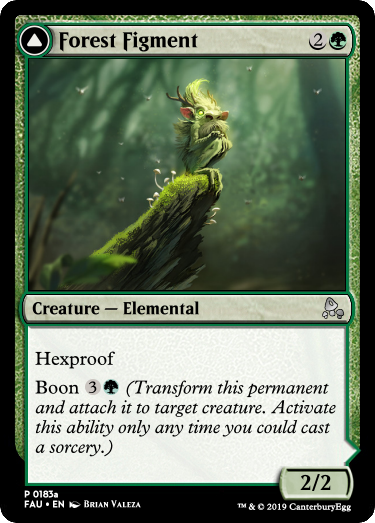 Forest Figment 2
Creature — Elemental
Hexproof
Boon 3 (Transform this permanent
and attach it to target creature. Activate
this ability only any time you could cast
a sorcery.)
2/2
P 0183a
FAU • EN Brian Valeza
™ & © 2019 CanterburyEgg